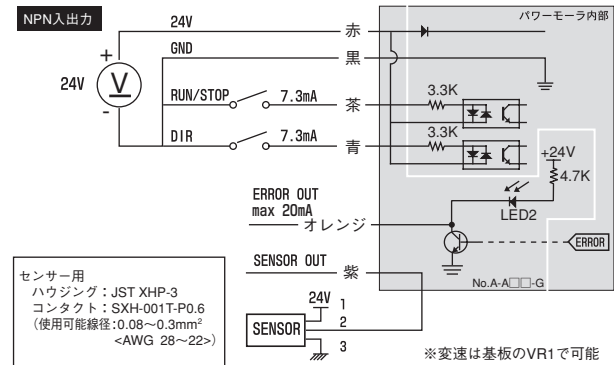 NPN入出力
パワーモーラ内部
24V
赤
GND
黒
+
24V
V
-
RUN/STOP
7.3mA
茶
3.3K
DIR
7.3mA
青
3.3K
+24V
4.7K
LED2
ERROR OUT
max 20mA
オレンジ
ERROR
SENSOR OUT
紫
No.A-A□□-G
センサー用
ハウジング：JST XHP-3
コンタクト：SXH-001T-P0.6
（使用可能線径：0.08～0.3mm²
<AWG 28～22>）
24V
1
SENSOR
2
3
※変速は基板のVR1で可能